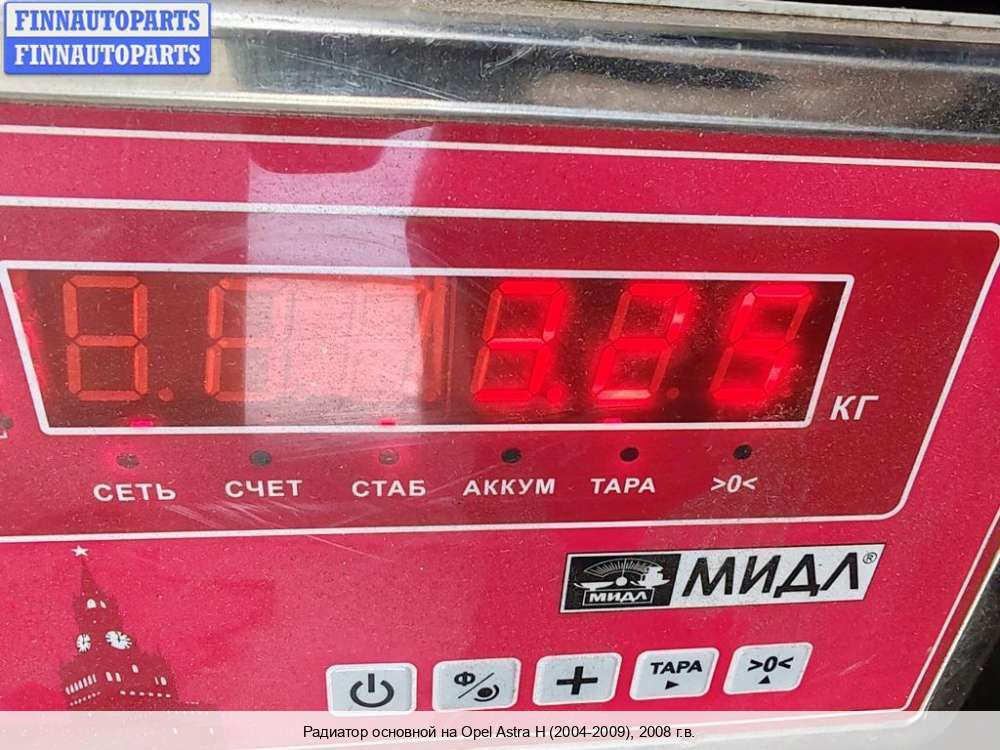 FINNAUTOPARTS
FINNAUTOPARTS
КГ
СЕТЬ СЧЕТ СТАБ АККУМ ТАРА >0<
МИДЛ МИДЛ®
Ф/ + ТАРА >0<
Радиатор основной на Opel Astra H (2004-2009), 2008 г.в.